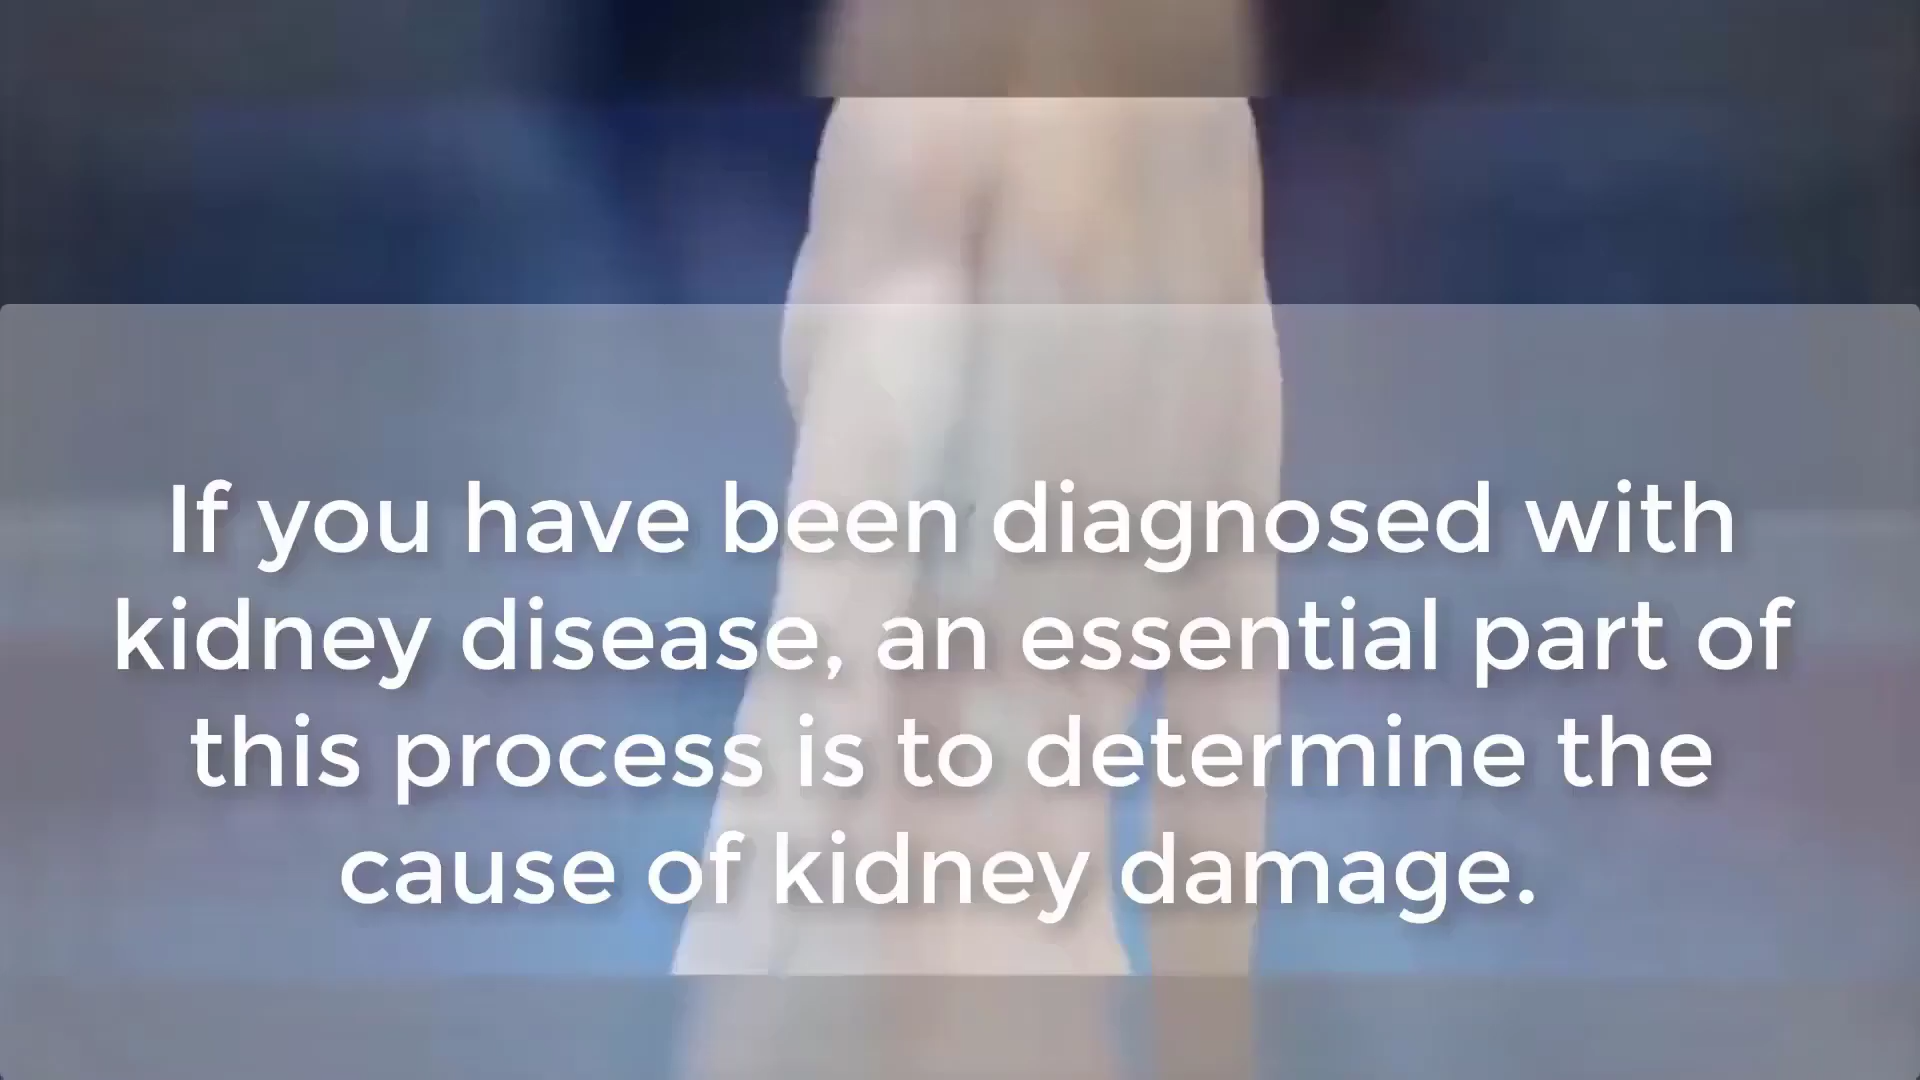 If you have been diagnosed with
kidney disease, an essential part of
this process is to determine the
cause of kidney damage.